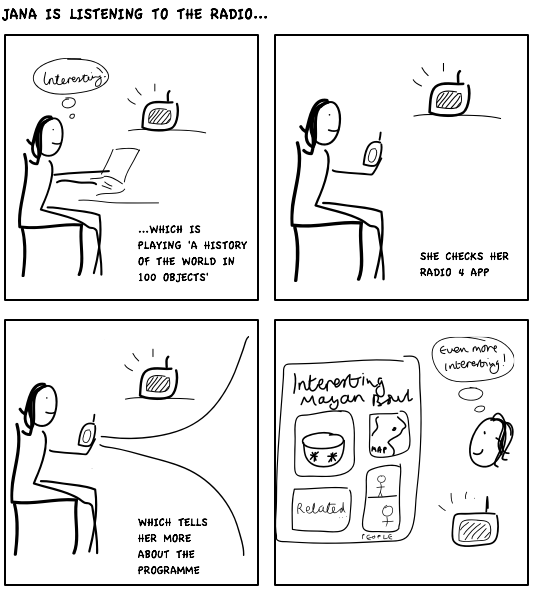 JANA IS LISTENING TO THE RADIO...
Interesting.
...WHICH IS
PLAYING 'A HISTORY
OF THE WORLD IN
100 OBJECTS'
SHE CHECKS HER
RADIO 4 APP
WHICH TELLS
HER MORE
ABOUT THE
PROGRAMME
Even more
interesting!
Interesting
Mayan Bowl
MAP
Related...
PEOPLE